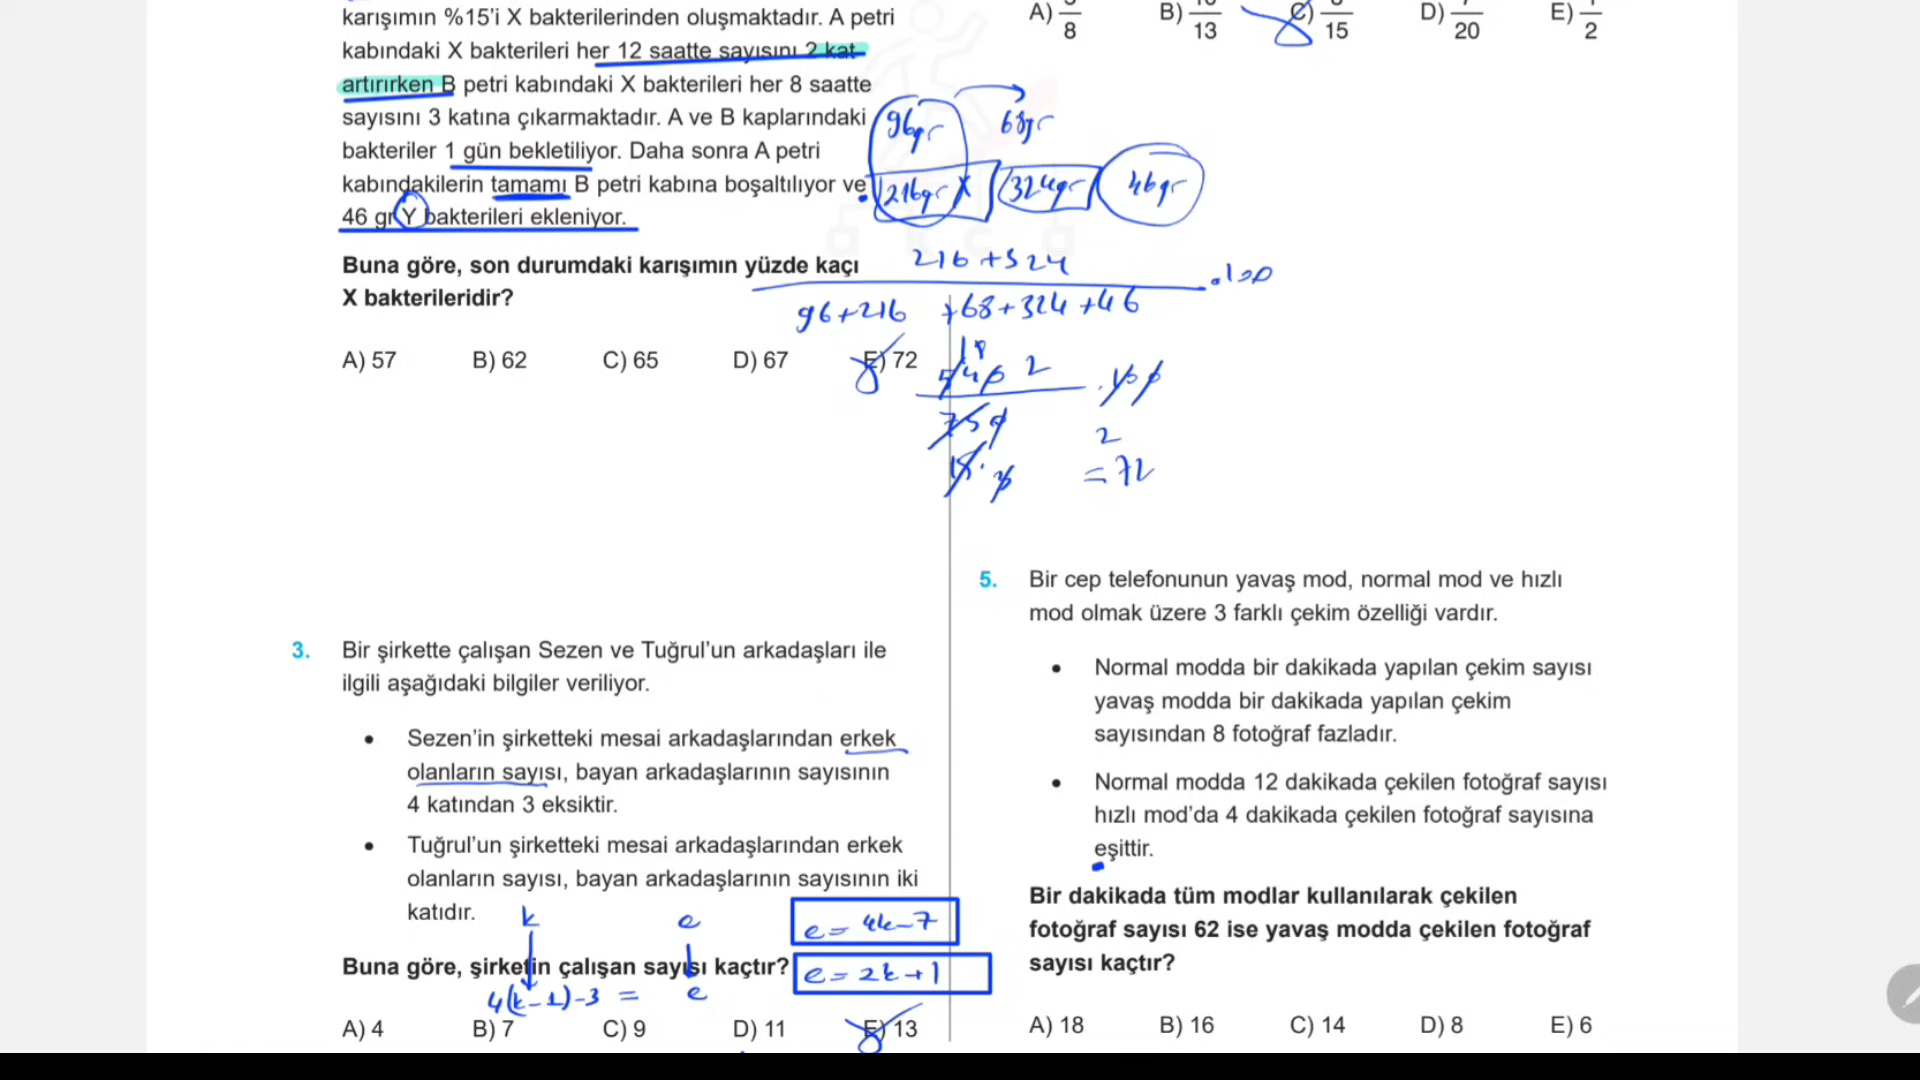 karışımın %15'i X bakterilerinden oluşmaktadır. A petri
kabındaki X bakterileri her 12 saatte sayısını 2 kat
artırırken B petri kabındaki X bakterileri her 8 saatte
sayısını 3 katına çıkarmaktadır. A ve B kaplarındaki
bakteriler 1 gün bekletiliyor. Daha sonra A petri
kabındakilerin tamamı B petri kabına boşaltılıyor ve
46 gr Y bakterileri ekleniyor.
96gr 68gr
216gr X 324gr 46gr
Buna göre, son durumdaki karışımın yüzde kaçı
X bakterileridir?
216+324
.100
96+216 +68+324+46
A) 57 B) 62 C) 65 D) 67 E) 72
18
540 2
750
2
= 72
3. Bir şirkette çalışan Sezen ve Tuğrul'un arkadaşları ile
ilgili aşağıdaki bilgiler veriliyor.
• Sezen'in şirketteki mesai arkadaşlarından erkek
olanların sayısı, bayan arkadaşlarının sayısının
4 katından 3 eksiktir.
• Tuğrul'un şirketteki mesai arkadaşlarından erkek
olanların sayısı, bayan arkadaşlarının sayısının iki
katıdır.
k e
e = 4k-7
Buna göre, şirketin çalışan sayısı kaçtır?
e = 2k+1
4(k-1)-3 = e
A) 4 B) 7 C) 9 D) 11 E) 13
A) 8 B) 13 C) 15 D) 20 E) 2
5. Bir cep telefonunun yavaş mod, normal mod ve hızlı
mod olmak üzere 3 farklı çekim özelliği vardır.
• Normal modda bir dakikada yapılan çekim sayısı
yavaş modda bir dakikada yapılan çekim
sayısından 8 fotoğraf fazladır.
• Normal modda 12 dakikada çekilen fotoğraf sayısı
hızlı mod'da 4 dakikada çekilen fotoğraf sayısına
eşittir.
Bir dakikada tüm modlar kullanılarak çekilen
fotoğraf sayısı 62 ise yavaş modda çekilen fotoğraf
sayısı kaçtır?
A) 18 B) 16 C) 14 D) 8 E) 6